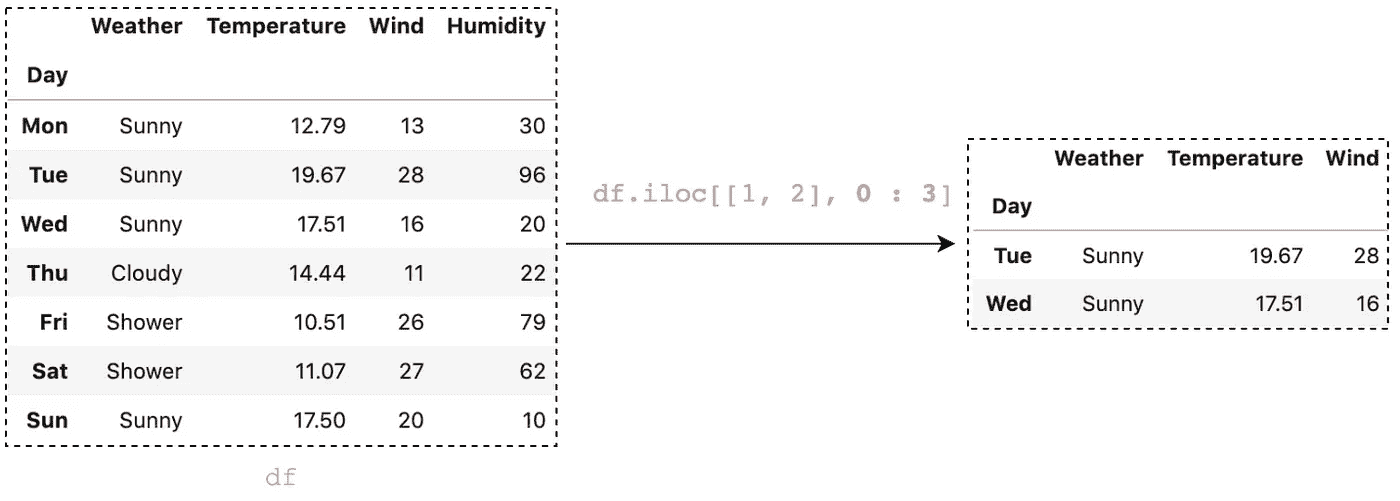 Weather Temperature Wind Humidity
Day
Mon Sunny 12.79 13 30
Tue Sunny 19.67 28 96
Wed Sunny 17.51 16 20
Thu Cloudy 14.44 11 22
Fri Shower 10.51 26 79
Sat Shower 11.07 27 62
Sun Sunny 17.50 20 10
df
df.iloc[[1, 2], 0 : 3]
Weather Temperature Wind
Day
Tue Sunny 19.67 28
Wed Sunny 17.51 16